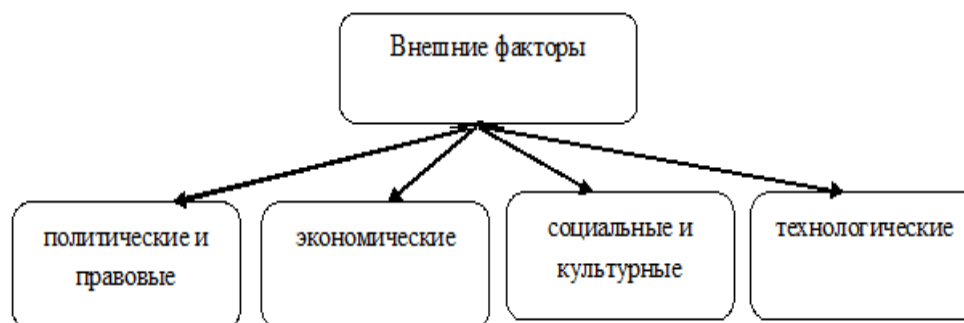 Внешние факторы
политические и
правовые
экономические
социальные и
культурные
технологические